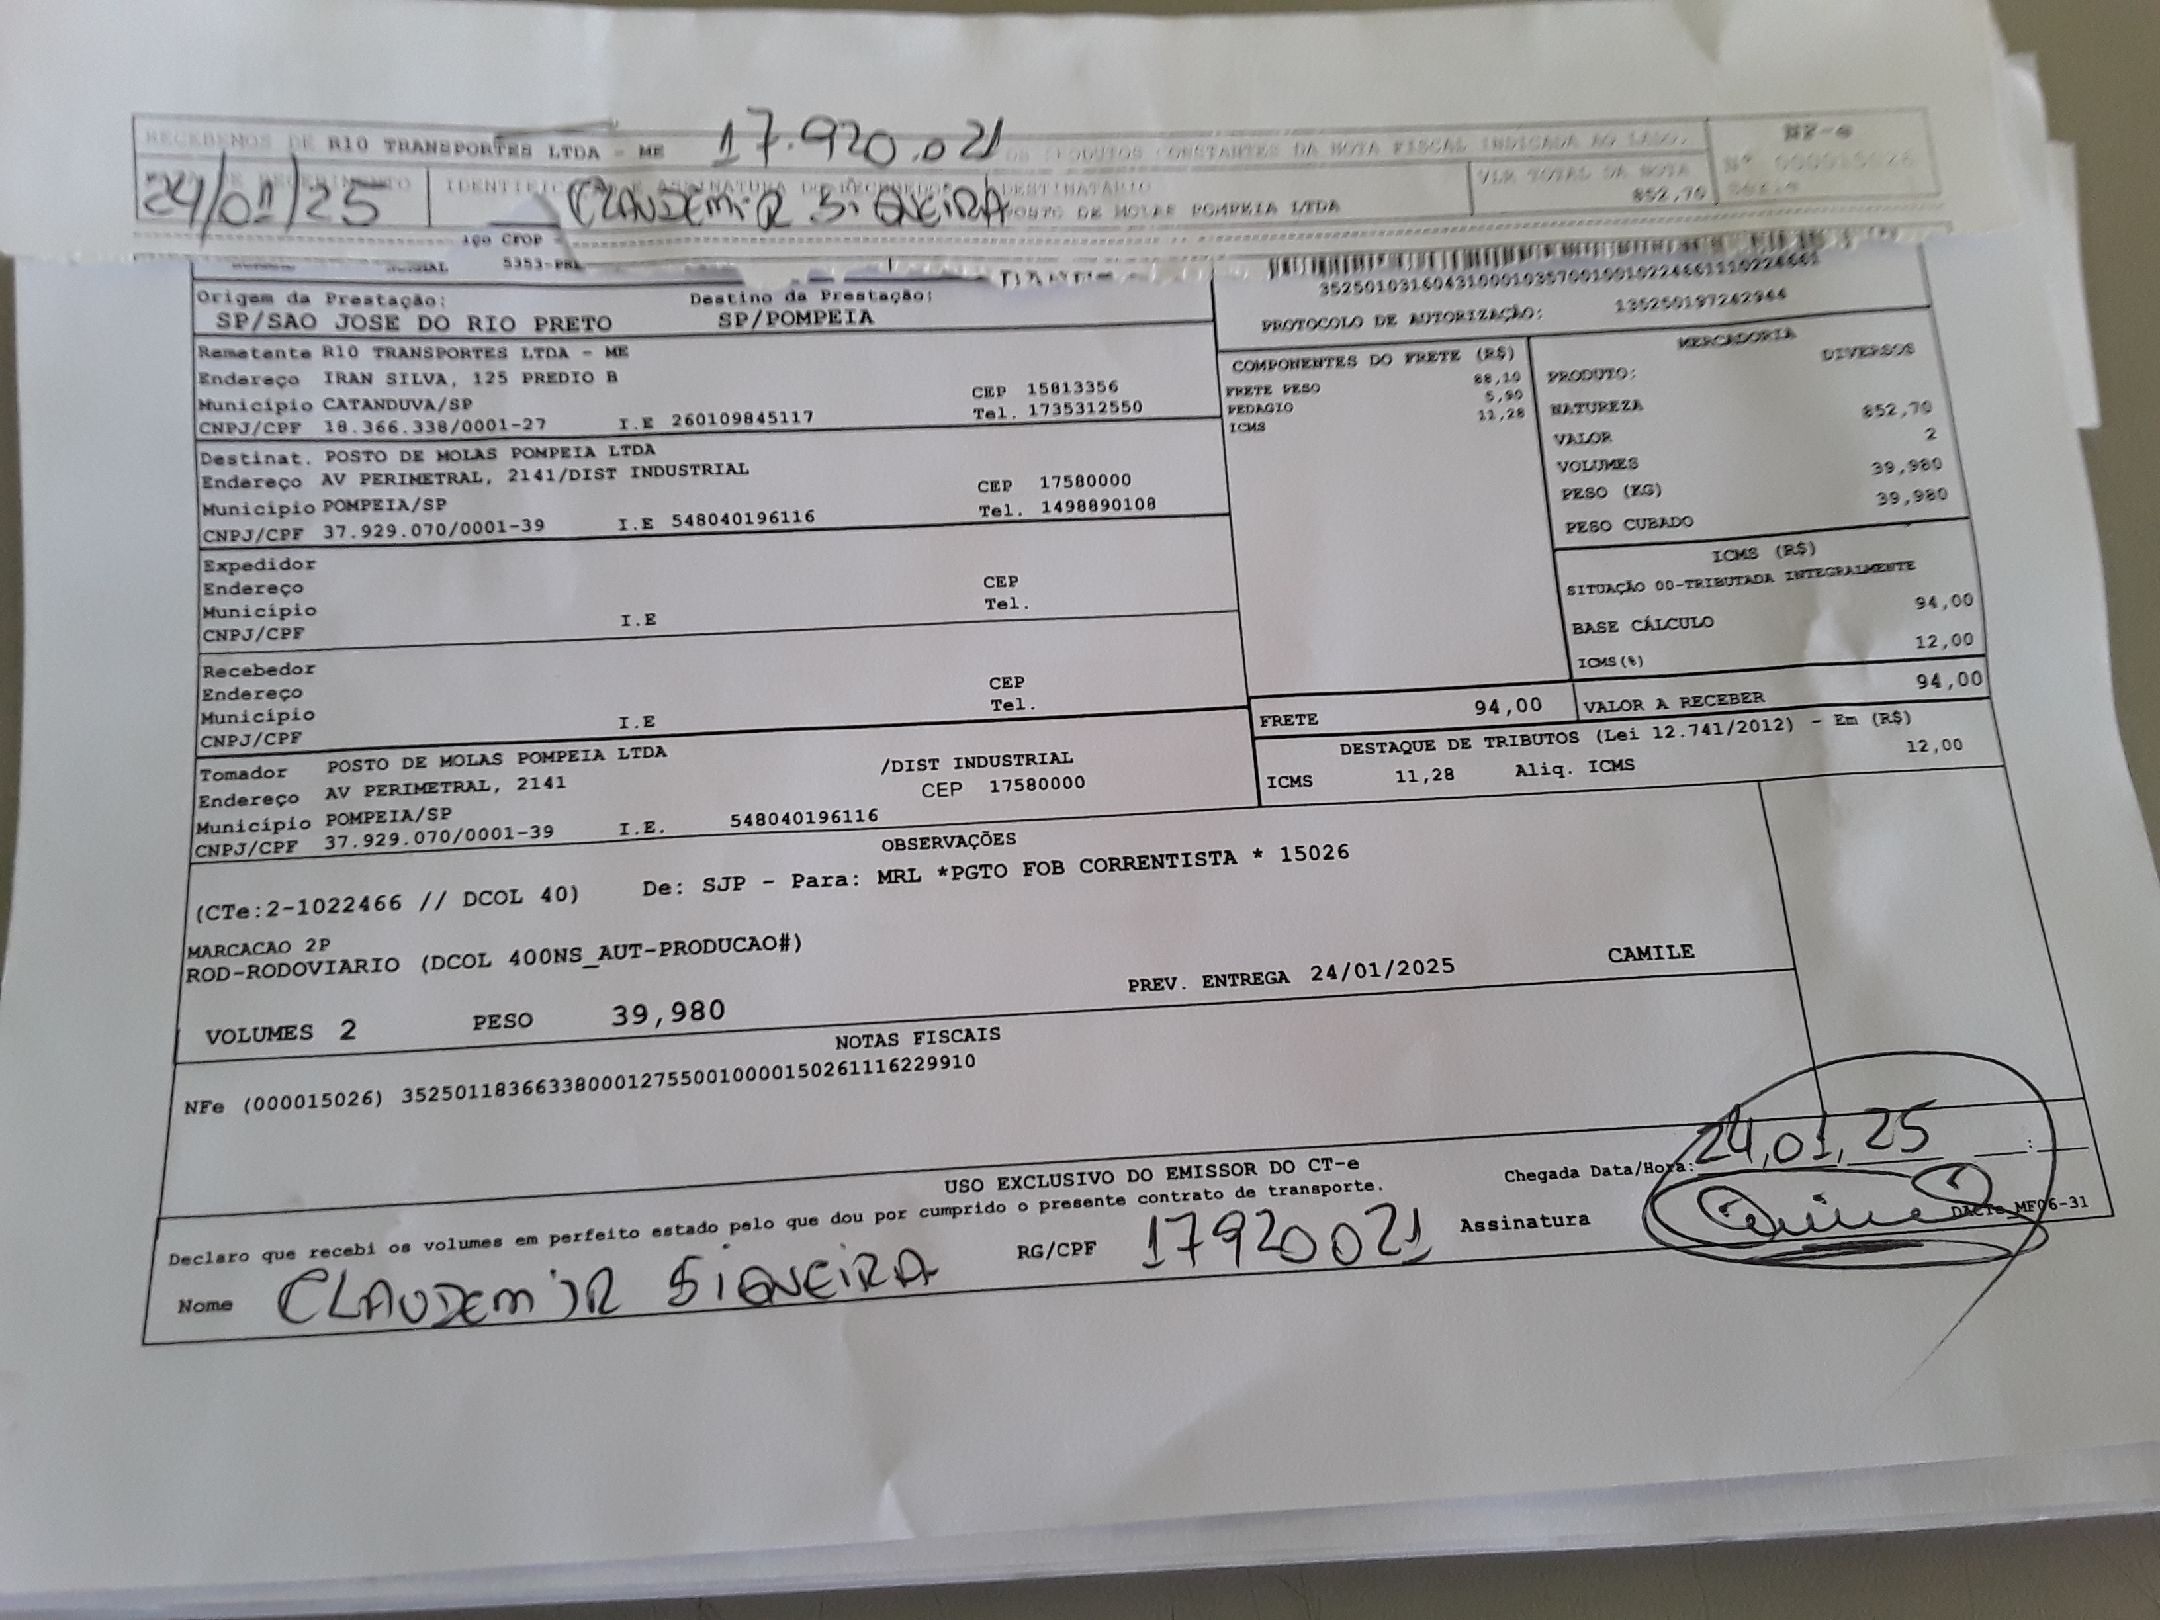 RECEBEMOS DE R10 TRANSPORTES LTDA - ME 17.920.021 OS PRODUTOS CONSTANTES DA NOTA FISCAL INDICADA AO LADO.
NF-e
Nº 000015026
24/01/25
CLAUDEMIR SIQUEIRA
DESTINATÁRIO
POSTO DE MOLAS POMPEIA LTDA
VLR TOTAL DA NOTA
852,70
CFOP
5353-
35250103160431000103570010010224661110224661
PROTOCOLO DE AUTORIZAÇÃO: 135250197242944
Origem da Prestação: Destino da Prestação:
SP/SAO JOSE DO RIO PRETO SP/POMPEIA
Remetente R10 TRANSPORTES LTDA - ME
Endereço IRAN SILVA, 125 PREDIO B CEP 15813356
Município CATANDUVA/SP Tel. 1735312550
CNPJ/CPF 18.366.338/0001-27 I.E 260109845117
Destinat. POSTO DE MOLAS POMPEIA LTDA
Endereço AV PERIMETRAL, 2141/DIST INDUSTRIAL CEP 17580000
Município POMPEIA/SP Tel. 1498890108
CNPJ/CPF 37.929.070/0001-39 I.E 548040196116
Expedidor
Endereço CEP
Município Tel.
CNPJ/CPF I.E
Recebedor
Endereço CEP
Município Tel.
CNPJ/CPF I.E
Tomador POSTO DE MOLAS POMPEIA LTDA
Endereço AV PERIMETRAL, 2141 /DIST INDUSTRIAL
Município POMPEIA/SP CEP 17580000
CNPJ/CPF 37.929.070/0001-39 I.E. 548040196116
COMPONENTES DO FRETE (R$)
FRETE PESO 88,10
PEDAGIO 5,90
ICMS 11,28
MERCADORIA
PRODUTO: DIVERSOS
NATUREZA
VALOR 852,70
VOLUMES 2
PESO (KG) 39,980
PESO CUBADO 39,980
ICMS (R$)
SITUAÇÃO 00-TRIBUTADA INTEGRALMENTE
BASE CÁLCULO 94,00
ICMS(%) 12,00
FRETE 94,00 VALOR A RECEBER 94,00
DESTAQUE DE TRIBUTOS (Lei 12.741/2012) - Em (R$)
ICMS 11,28 Aliq. ICMS 12,00
OBSERVAÇÕES
(CTe:2-1022466 // DCOL 40) De: SJP - Para: MRL *PGTO FOB CORRENTISTA * 15026
MARCACAO 2P
ROD-RODOVIARIO (DCOL 400NS_AUT-PRODUCAO#)
PREV. ENTREGA 24/01/2025 CAMILE
VOLUMES 2 PESO 39,980
NOTAS FISCAIS
NFe (000015026) 35250118366338000127550010000150261116229910
USO EXCLUSIVO DO EMISSOR DO CT-e
Declaro que recebi os volumes em perfeito estado pelo que dou por cumprido o presente contrato de transporte.
Chegada Data/Hora: 24,01,25 __:__
Nome CLAUDEMIR SIQUEIRA RG/CPF 17920021 Assinatura
DACTe_MF06-31